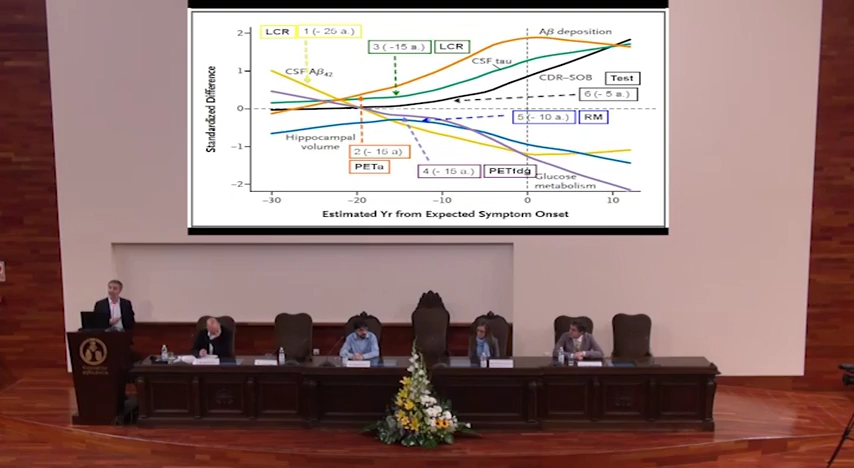 LCR 1 (- 25 a.)
Aβ deposition
3 (-15 a.) LCR
CSF tau
CSF Aβ42
CDR–SOB Test
6 (- 5 a.)
5 (- 10 a.) RM
Hippocampal
volume
2 (- 15 a)
PETa
4 (- 15 a.) PETfdg
Glucose
metabolism
Standardized Difference
2
1
0
−1
−2
−30 −20 −10 0 10
Estimated Yr from Expected Symptom Onset